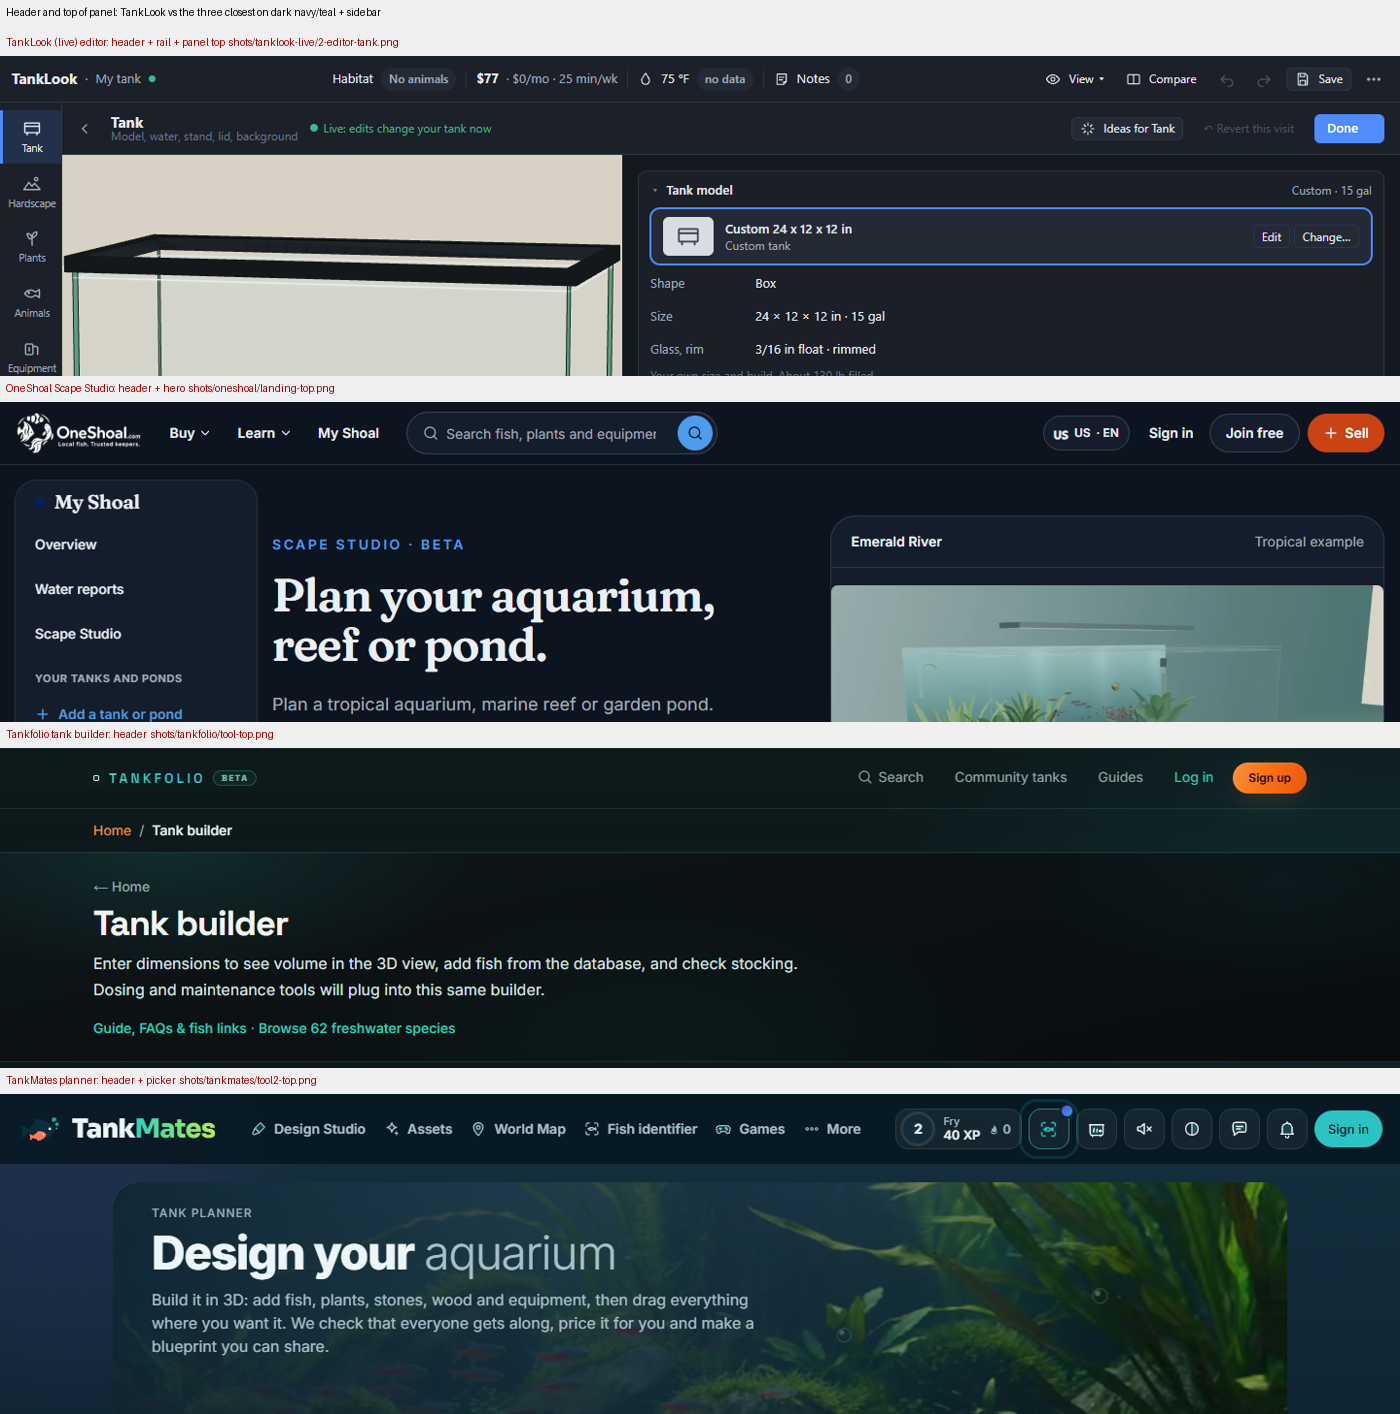 Header and top of panel: TankLook vs the three closest on dark navy/teal + sidebar
TankLook (live) editor: header + rail + panel top shots/tanklook-live/2-editor-tank.png
TankLook · My tank
Habitat No animals $77 · $0/mo · 25 min/wk 75 °F no data Notes 0
View Compare Save
Tank
Model, water, stand, lid, background
Live: edits change your tank now
Ideas for Tank Revert this visit Done
Tank
Hardscape
Plants
Animals
Equipment
Tank model Custom · 15 gal
Custom 24 x 12 x 12 in
Custom tank
Edit Change...
Shape Box
Size 24 × 12 × 12 in · 15 gal
Glass, rim 3/16 in float · rimmed
Your own size and build. About 130 lb filled
OneShoal Scape Studio: header + hero shots/oneshoal/landing-top.png
OneShoal.com
Local fish. Trusted keepers.
Buy Learn My Shoal Search fish, plants and equipmer
US US · EN Sign in Join free + Sell
My Shoal
Overview
Water reports
Scape Studio
YOUR TANKS AND PONDS
+ Add a tank or pond
SCAPE STUDIO · BETA
Plan your aquarium,
reef or pond.
Plan a tropical aquarium, marine reef or garden pond.
Emerald River Tropical example
Tankfolio tank builder: header shots/tankfolio/tool-top.png
TANKFOLIO BETA
Search Community tanks Guides Log in Sign up
Home / Tank builder
← Home
Tank builder
Enter dimensions to see volume in the 3D view, add fish from the database, and check stocking.
Dosing and maintenance tools will plug into this same builder.
Guide, FAQs & fish links · Browse 62 freshwater species
TankMates planner: header + picker shots/tankmates/tool2-top.png
TankMates
Design Studio Assets World Map Fish identifier Games More
2 Fry
40 XP 0
Sign in
TANK PLANNER
Design your aquarium
Build it in 3D: add fish, plants, stones, wood and equipment, then drag everything
where you want it. We check that everyone gets along, price it for you and make a
blueprint you can share.